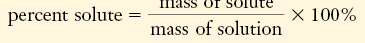 mass of solute
percent solute = × 100%
mass of solution